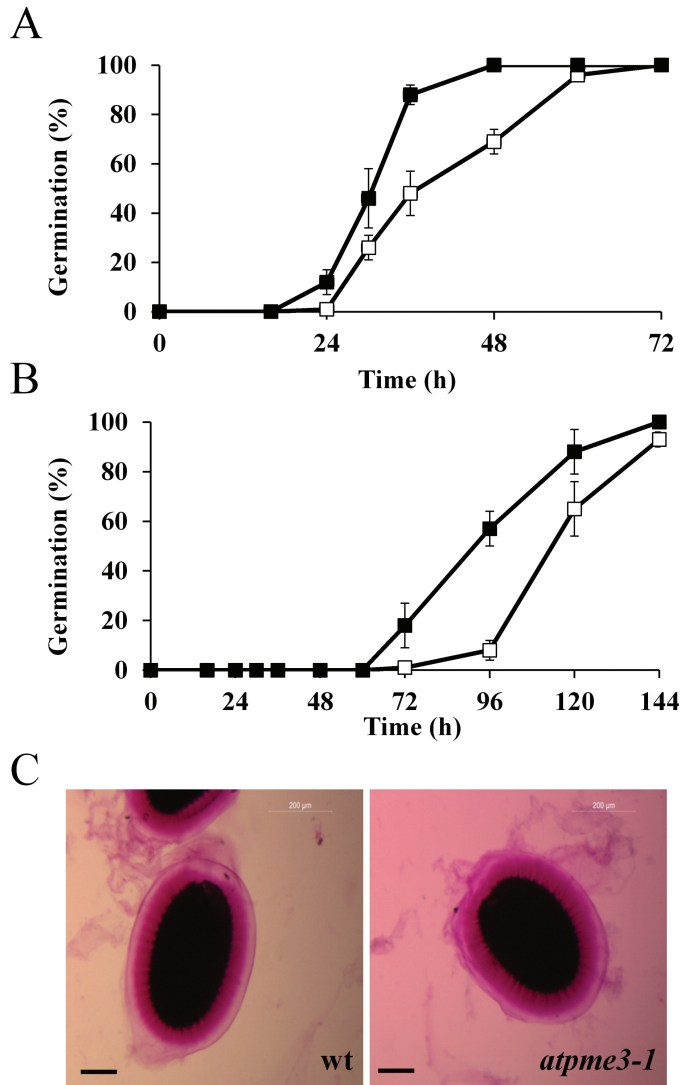 A
Germination (%)
100
80
60
40
20
0
0 24 48 72
Time (h)
B
Germination (%)
100
80
60
40
20
0
0 24 48 72 96 120 144
Time (h)
C
200 µm
wt
200 µm
atpme3-1